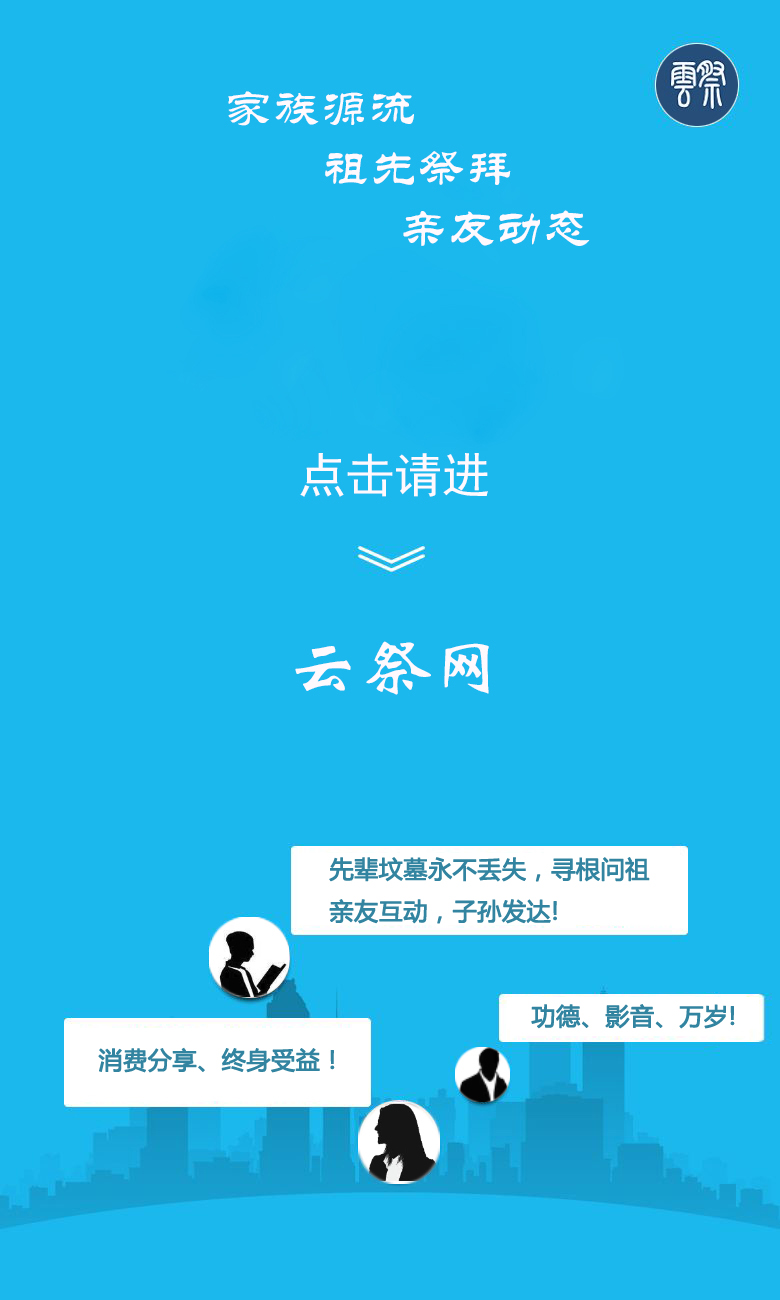 雲祭
家族源流
祖先祭拜
亲友动态
点击请进
云祭网
先辈坟墓永不丢失，寻根问祖
亲友互动，子孙发达!
功德、影音、万岁!
消费分享、终身受益！